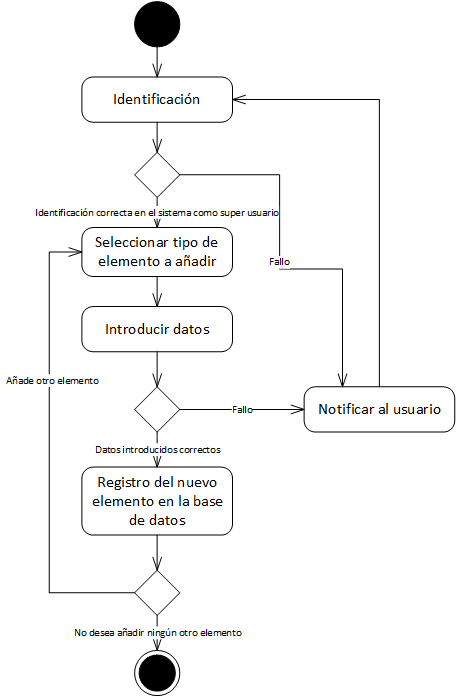 Identificación
Identificación correcta en el sistema como super usuario
Seleccionar tipo de
elemento a añadir
Fallo
Introducir datos
Añade otro elemento
Fallo
Notificar al usuario
Datos introducidos correctos
Registro del nuevo
elemento en la base
de datos
No desea añadir ningún otro elemento